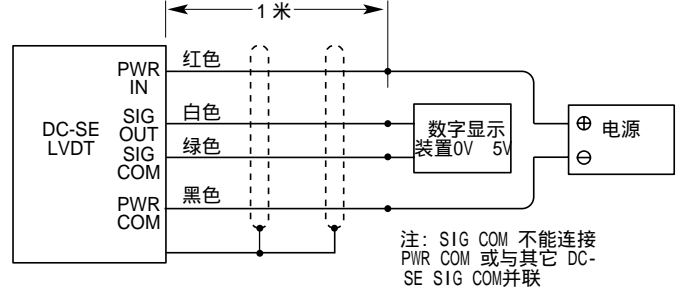 1 米
PWR IN
红色
SIG OUT
白色
DC-SE LVDT
SIG COM
绿色
PWR COM
黑色
数字显示
装置0V 5V
⊕ 电源
⊖
注: SIG COM 不能连接
PWR COM 或与其它 DC-
SE SIG COM并联